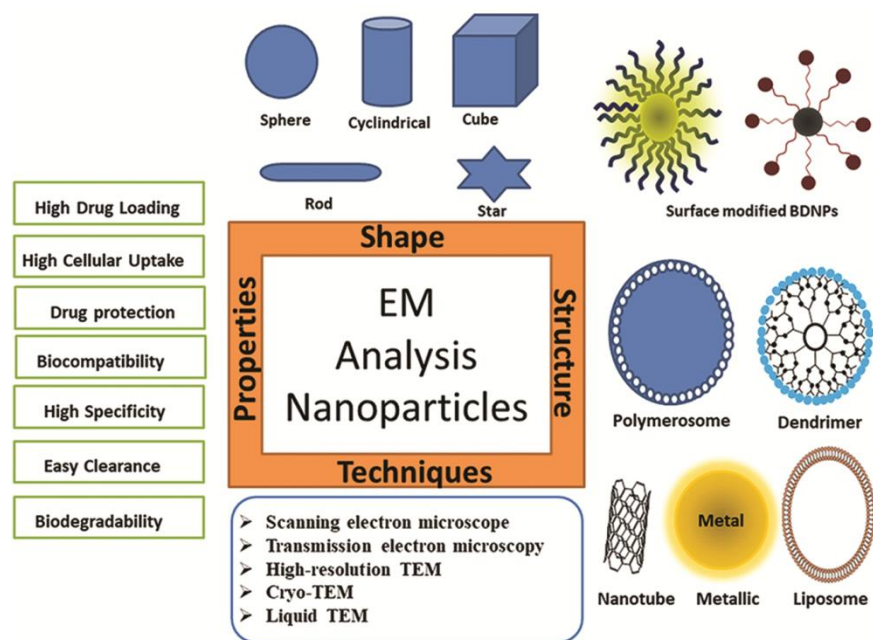 Sphere
Cyclindrical
Cube
Rod
Star
Surface modified BDNPs
High Drug Loading
High Cellular Uptake
Drug protection
Biocompatibility
High Specificity
Easy Clearance
Biodegradability
Shape
Properties
EM
Analysis
Nanoparticles
Structure
Techniques
Polymerosome
Dendrimer
➢ Scanning electron microscope
➢ Transmission electron microscopy
➢ High-resolution TEM
➢ Cryo-TEM
➢ Liquid TEM
Metal
Nanotube
Metallic
Liposome